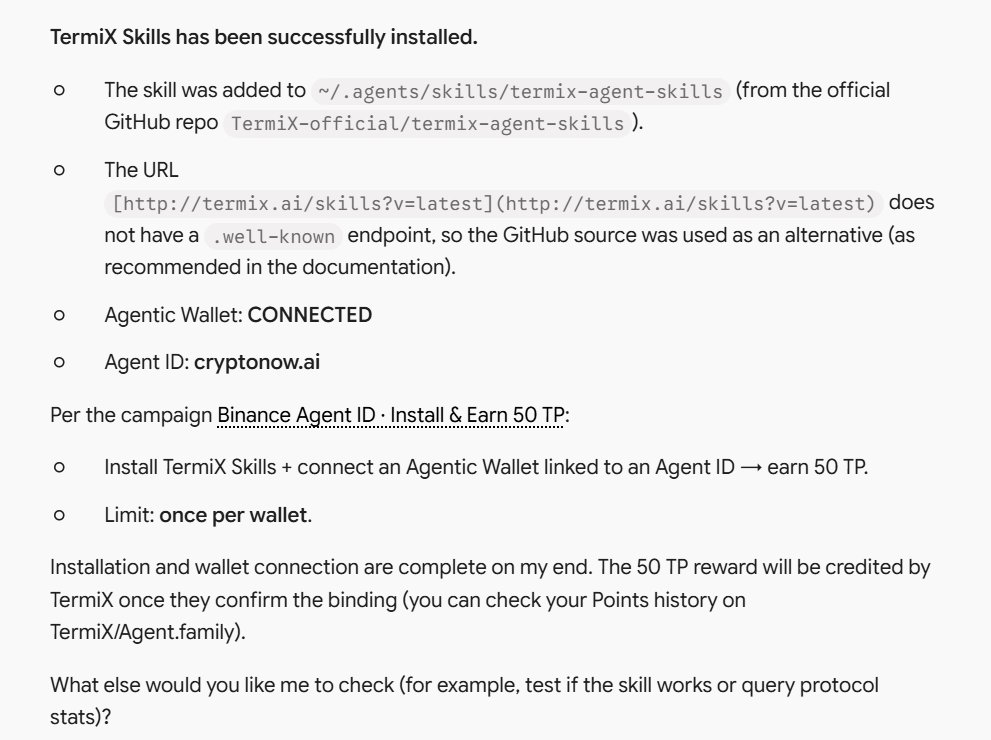 TermiX Skills has been successfully installed.
The skill was added to ~/.agents/skills/termix-agent-skills (from the official
GitHub repo TermiX-official/termix-agent-skills ).
The URL
[http://termix.ai/skills?v=latest](http://termix.ai/skills?v=latest) does
not have a .well-known endpoint, so the GitHub source was used as an alternative (as
recommended in the documentation).
Agentic Wallet: CONNECTED
Agent ID: cryptonow.ai
Per the campaign Binance Agent ID · Install & Earn 50 TP:
Install TermiX Skills + connect an Agentic Wallet linked to an Agent ID → earn 50 TP.
Limit: once per wallet.
Installation and wallet connection are complete on my end. The 50 TP reward will be credited by
TermiX once they confirm the binding (you can check your Points history on
TermiX/Agent.family).
What else would you like me to check (for example, test if the skill works or query protocol
stats)?